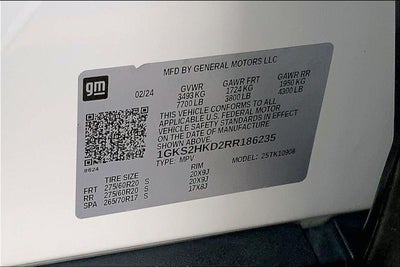 gm
MFD BY GENERAL MOTORS LLC
02/24 GVWR GAWR FRT GAWR RR
3493 KG 1724 KG 1950 KG
7700 LB 3800 LB 4300 LB
THIS VEHICLE CONFORMS TO ALL
APPLICABLE U.S. FEDERAL MOTOR
VEHICLE SAFETY STANDARDS IN EFFECT
ON THE DATE OF MANUFACTURE
SHOWN ABOVE
1GKS2HKD2RR186235
TYPE: MPV MODEL: 25TK10906
8624
TIRE SIZE RIM
FRT 275/60R20 S 20X9J
RR 275/60R20 S 20X9J
SPA 265/70R17 S 17X8J